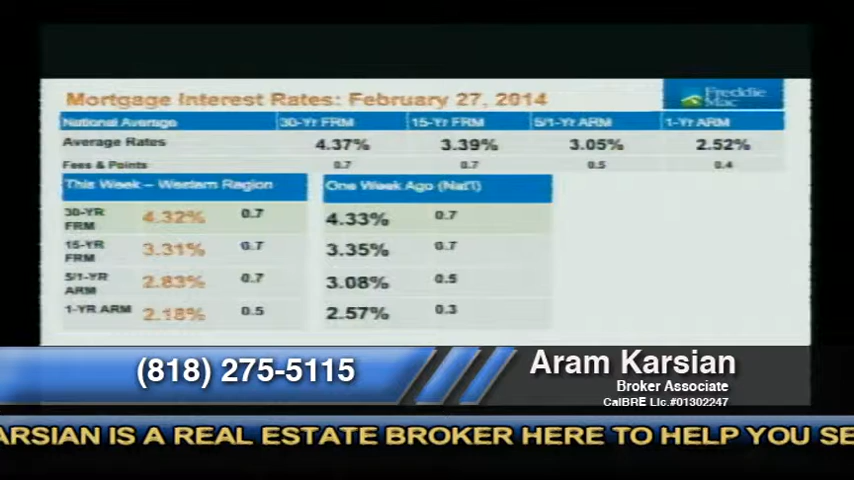 Mortgage Interest Rates: February 27, 2014
Freddie
Mac
National Average 30-Yr FRM 15-Yr FRM 5/1-Yr ARM 1-Yr ARM
Average Rates 4.37% 3.39% 3.05% 2.52%
Fees & Points 0.7 0.7 0.5 0.4
This Week – Western Region One Week Ago (Nat'l)
30-YR FRM 4.32% 0.7 4.33% 0.7
15-YR FRM 3.31% 0.7 3.35% 0.7
5/1-YR ARM 2.83% 0.7 3.08% 0.5
1-YR ARM 2.18% 0.5 2.57% 0.3
(818) 275-5115
Aram Karsian
Broker Associate
CalBRE Lic.#01302247
ARSIAN IS A REAL ESTATE BROKER HERE TO HELP YOU SE